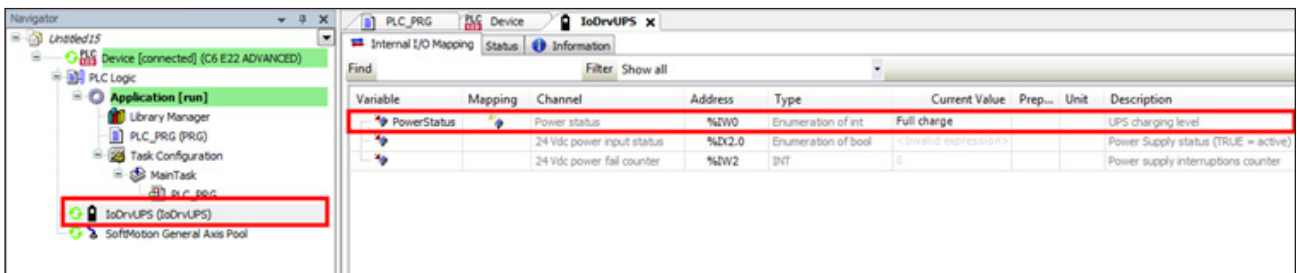 Navigator
Untitled15
Device [connected] (C6 E22 ADVANCED)
PLC Logic
Application [run]
Library Manager
PLC_PRG (PRG)
Task Configuration
MainTask
PLC_PRG
IoDrvUPS (IoDrvUPS)
SoftMotion General Axis Pool
PLC_PRG Device IoDrvUPS X
Internal I/O Mapping Status Information
Find Filter Show all
Variable Mapping Channel Address Type Current Value Prep... Unit Description
PowerStatus Power status %IW0 Enumeration of int Full charge UPS charging level
24 Vdc power input status %IX2.0 Enumeration of bool <Invalid expression> Power Supply status (TRUE = active)
24 Vdc power fail counter %IW2 INT 0 Power supply interruptions counter